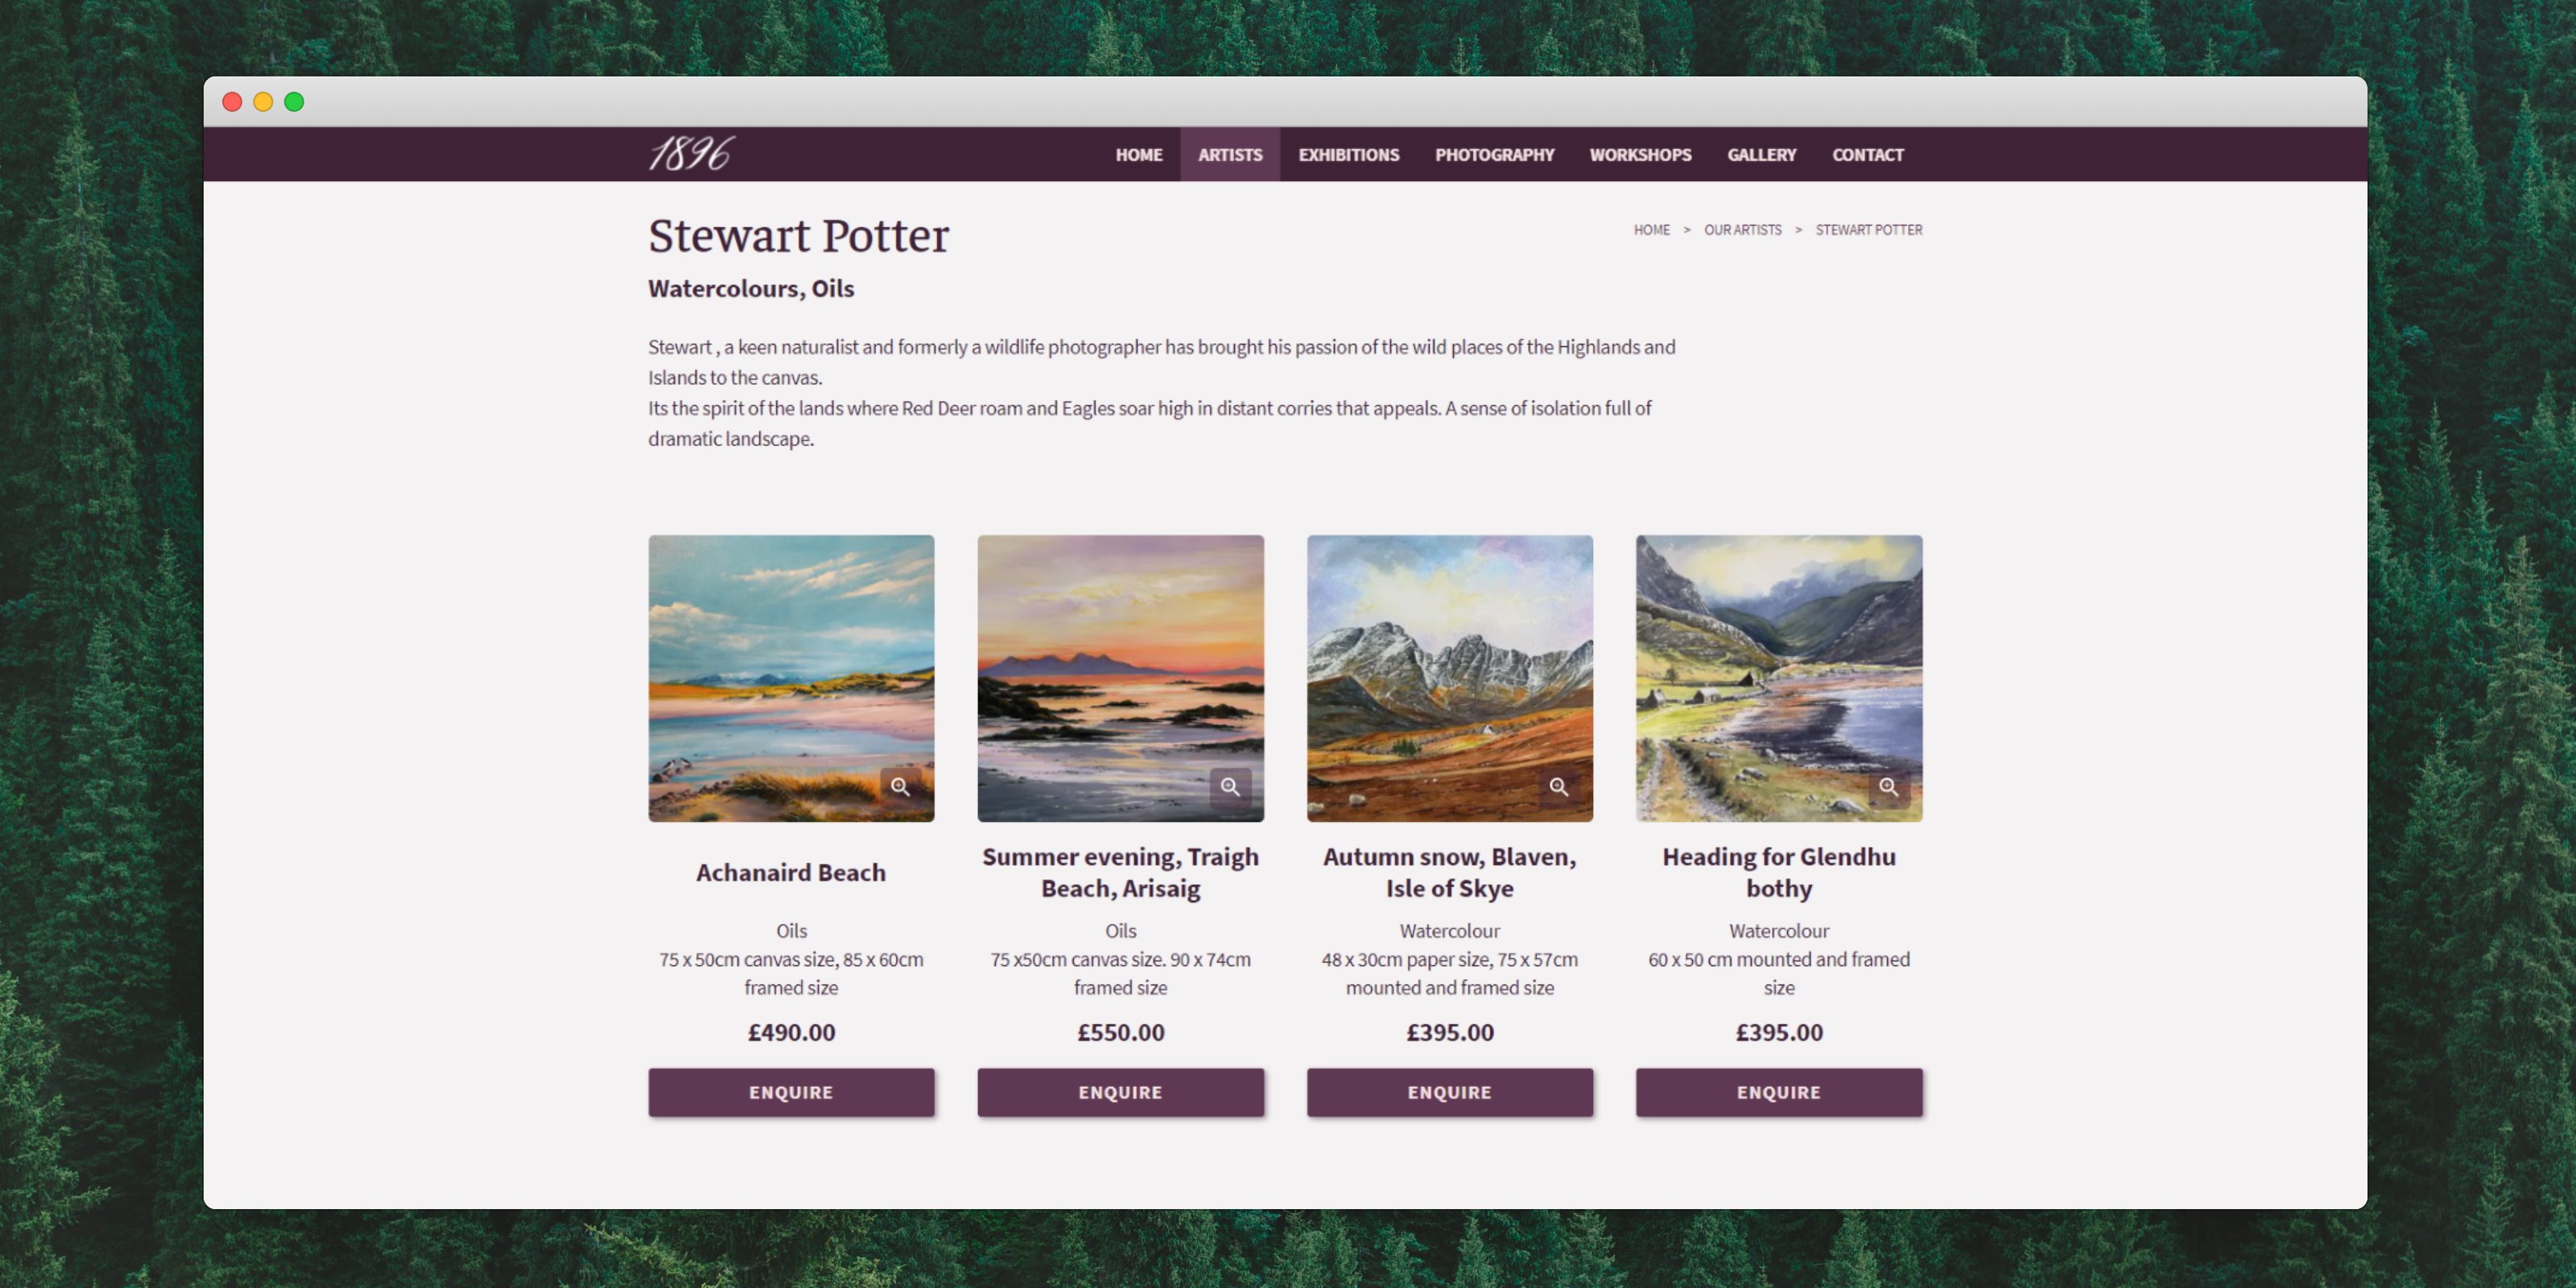 1896
HOME
ARTISTS
EXHIBITIONS
PHOTOGRAPHY
WORKSHOPS
GALLERY
CONTACT
Stewart Potter
HOME > OUR ARTISTS > STEWART POTTER
Watercolours, Oils
Stewart , a keen naturalist and formerly a wildlife photographer has brought his passion of the wild places of the Highlands and
Islands to the canvas.
Its the spirit of the lands where Red Deer roam and Eagles soar high in distant corries that appeals. A sense of isolation full of
dramatic landscape.
Achanaird Beach
Oils
75 x 50cm canvas size, 85 x 60cm
framed size
£490.00
ENQUIRE
Summer evening, Traigh
Beach, Arisaig
Oils
75 x50cm canvas size. 90 x 74cm
framed size
£550.00
ENQUIRE
Autumn snow, Blaven,
Isle of Skye
Watercolour
48 x 30cm paper size, 75 x 57cm
mounted and framed size
£395.00
ENQUIRE
Heading for Glendhu
bothy
Watercolour
60 x 50 cm mounted and framed
size
£395.00
ENQUIRE